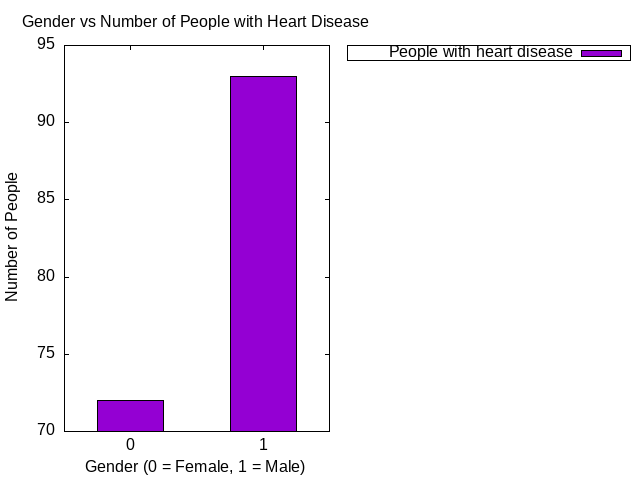 Gender vs Number of People with Heart Disease
People with heart disease
95
90
85
80
75
70
Number of People
0 1
Gender (0 = Female, 1 = Male)